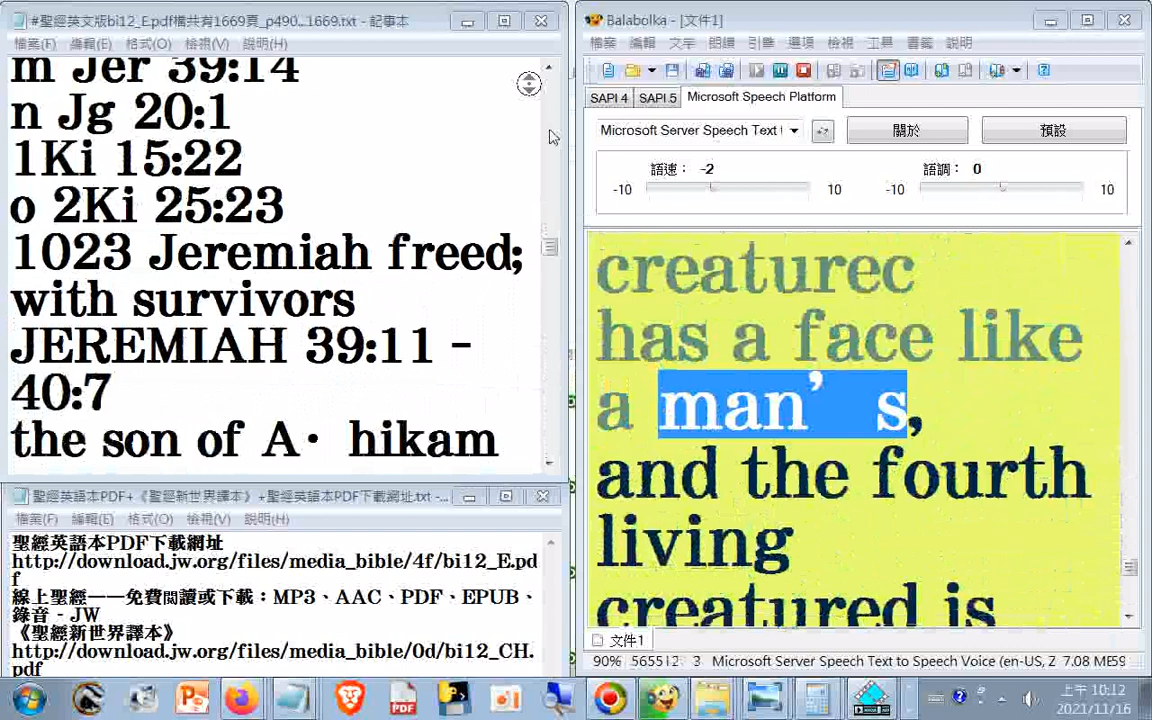 #聖經英文版bi12_E.pdf橫共有1669頁_p490...1669.txt - 記事本
檔案(F) 編輯(E) 格式(O) 檢視(V) 說明(H)
m Jer 39:14
n Jg 20:1
1Ki 15:22
o 2Ki 25:23
1023 Jeremiah freed;
with survivors
JEREMIAH 39:11 -
40:7
the son of A· hikam
聖經英語本PDF+《聖經新世界譯本》+聖經英語本PDF下載網址.txt - ...
檔案(F) 編輯(E) 格式(O) 檢視(V) 說明(H)
聖經英語本PDF下載網址
http://download.jw.org/files/media_bible/4f/bi12_E.pd
f
線上聖經——免費閱讀或下載：MP3、AAC、PDF、EPUB、
錄音 - JW
《聖經新世界譯本》
http://download.jw.org/files/media_bible/0d/bi12_CH.
pdf
Balabolka - [文件1]
檔案 編輯 文字 朗讀 引擎 選項 檢視 工具 書籤 說明
SAPI 4 SAPI 5 Microsoft Speech Platform
Microsoft Server Speech Text 關於 預設
語速： -2 語調： 0
-10 10 -10 10
creaturec
has a face like
a man’ s,
and the fourth
living
creatured is
文件1
90% 565512: 3 Microsoft Server Speech Text to Speech Voice (en-US, Z 7.08 ME59
PDF
上午 10:12
2021/11/16